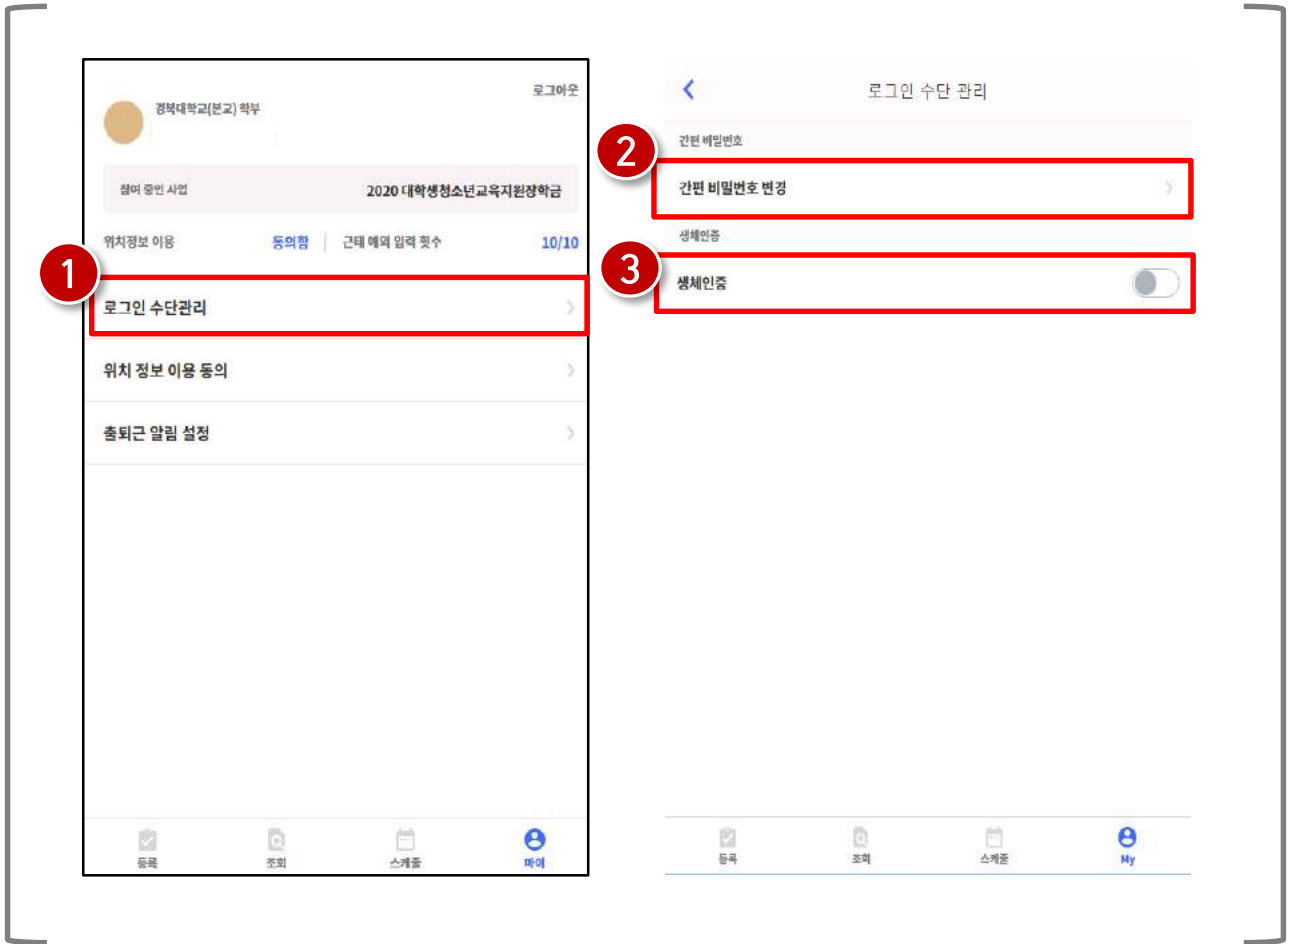 로그아웃
경북대학교(본교) 학부
참여 중인 사업 2020 대학생청소년교육지원장학금
위치정보 이용 동의함 근태 예외 입력 횟수 10/10
1
로그인 수단관리
위치 정보 이용 동의
출퇴근 알림 설정
등록 조회 스케줄 마이
로그인 수단 관리
간편 비밀번호
2
간편 비밀번호 변경
생체인증
3
생체인증
등록 조회 스케줄 My